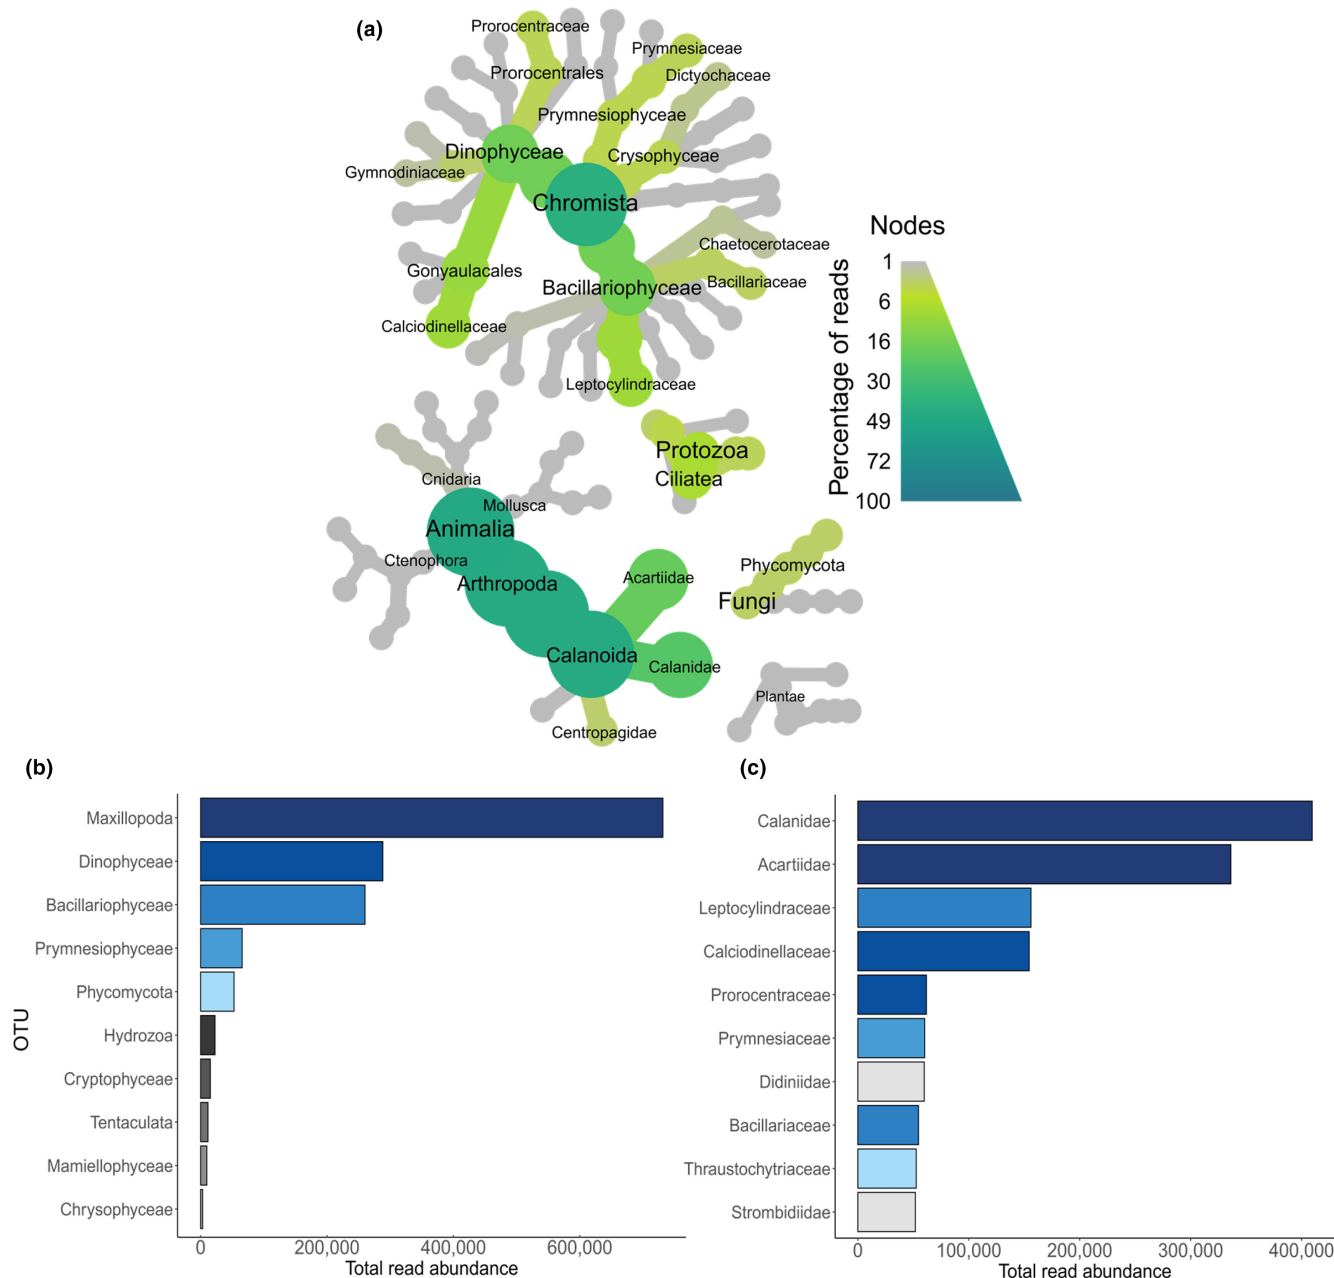 (a)
Prorocentraceae
Prymnesiaceae
Prorocentrales
Dictyochaceae
Prymnesiophyceae
Dinophyceae
Crysophyceae
Gymnodiniaceae
Chromista
Chaetocerotaceae
Gonyaulacales
Bacillariophyceae
Bacillariaceae
Calciodinellaceae
Leptocylindraceae
Nodes
Percentage of reads
1
6
16
30
49
72
100
Protozoa
Ciliatea
Cnidaria
Mollusca
Animalia
Ctenophora
Arthropoda
Acartiidae
Phycomycota
Fungi
Calanoida
Calanidae
Plantae
Centropagidae
(b)
OTU
Maxillopoda
Dinophyceae
Bacillariophyceae
Prymnesiophyceae
Phycomycota
Hydrozoa
Cryptophyceae
Tentaculata
Mamiellophyceae
Chrysophyceae
0 200,000 400,000 600,000
Total read abundance
(c)
Calanidae
Acartiidae
Leptocylindraceae
Calciodinellaceae
Prorocentraceae
Prymnesiaceae
Didiniidae
Bacillariaceae
Thraustochytriaceae
Strombidiidae
0 100,000 200,000 300,000 400,000
Total read abundance